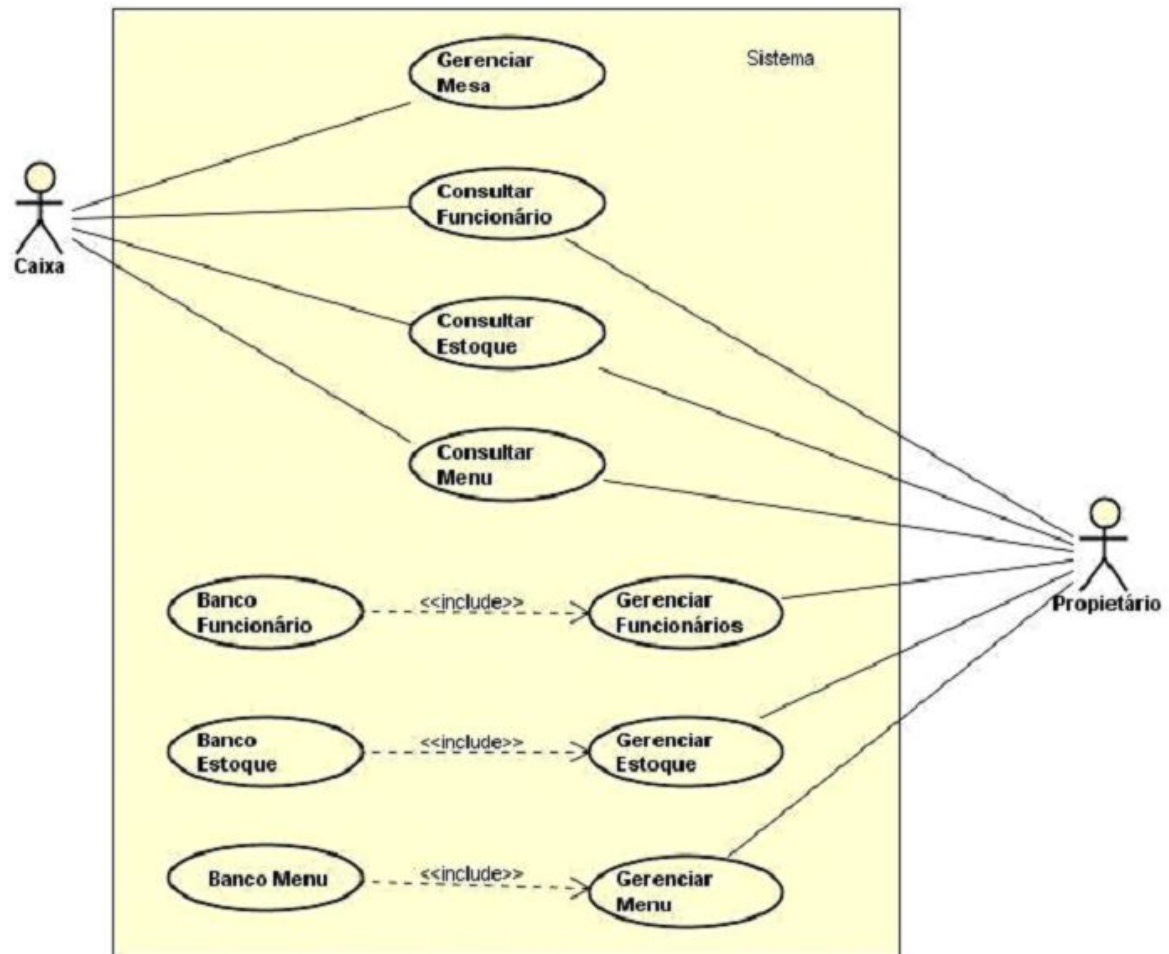 Sistema
Gerenciar
Mesa
Consultar
Funcionário
Caixa
Consultar
Estoque
Consultar
Menu
Propietário
Banco
Funcionário
<<include>>
Gerenciar
Funcionários
Banco
Estoque
<<include>>
Gerenciar
Estoque
Banco Menu
<<include>>
Gerenciar
Menu